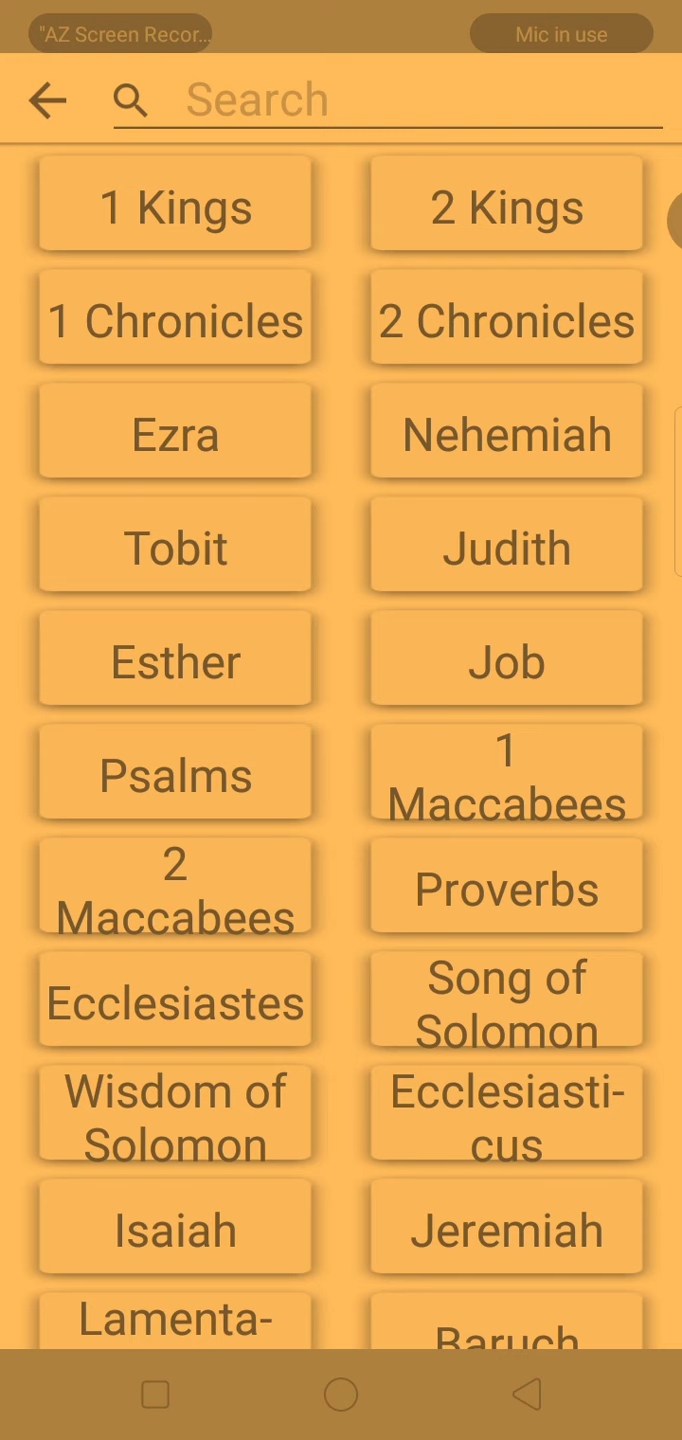 "AZ Screen Recor...
Mic in use
Search
1 Kings
2 Kings
1 Chronicles
2 Chronicles
Ezra
Nehemiah
Tobit
Judith
Esther
Job
Psalms
1
Maccabees
2
Maccabees
Proverbs
Ecclesiastes
Song of
Solomon
Wisdom of
Solomon
Ecclesiasti-
cus
Isaiah
Jeremiah
Lamenta-
Baruch